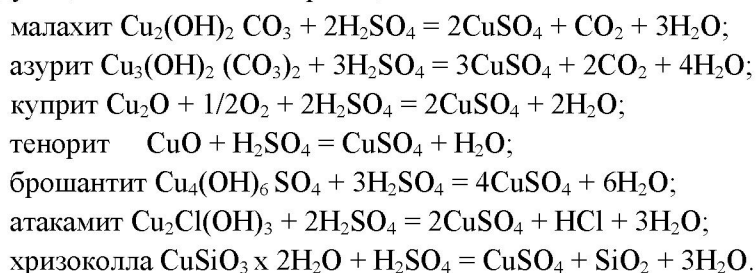 малахит Cu₂(OH)₂ CO₃ + 2H₂SO₄ = 2CuSO₄ + CO₂ + 3H₂O;
азурит Cu₃(OH)₂ (CO₃)₂ + 3H₂SO₄ = 3CuSO₄ + 2CO₂ + 4H₂O;
куприт Cu₂O + 1/2O₂ + 2H₂SO₄ = 2CuSO₄ + 2H₂O;
тенорит CuO + H₂SO₄ = CuSO₄ + H₂O;
брошантит Cu₄(OH)₆ SO₄ + 3H₂SO₄ = 4CuSO₄ + 6H₂O;
атакамит Cu₂Cl(OH)₃ + 2H₂SO₄ = 2CuSO₄ + HCl + 3H₂O;
хризоколла CuSiO₃ x 2H₂O + H₂SO₄ = CuSO₄ + SiO₂ + 3H₂O.